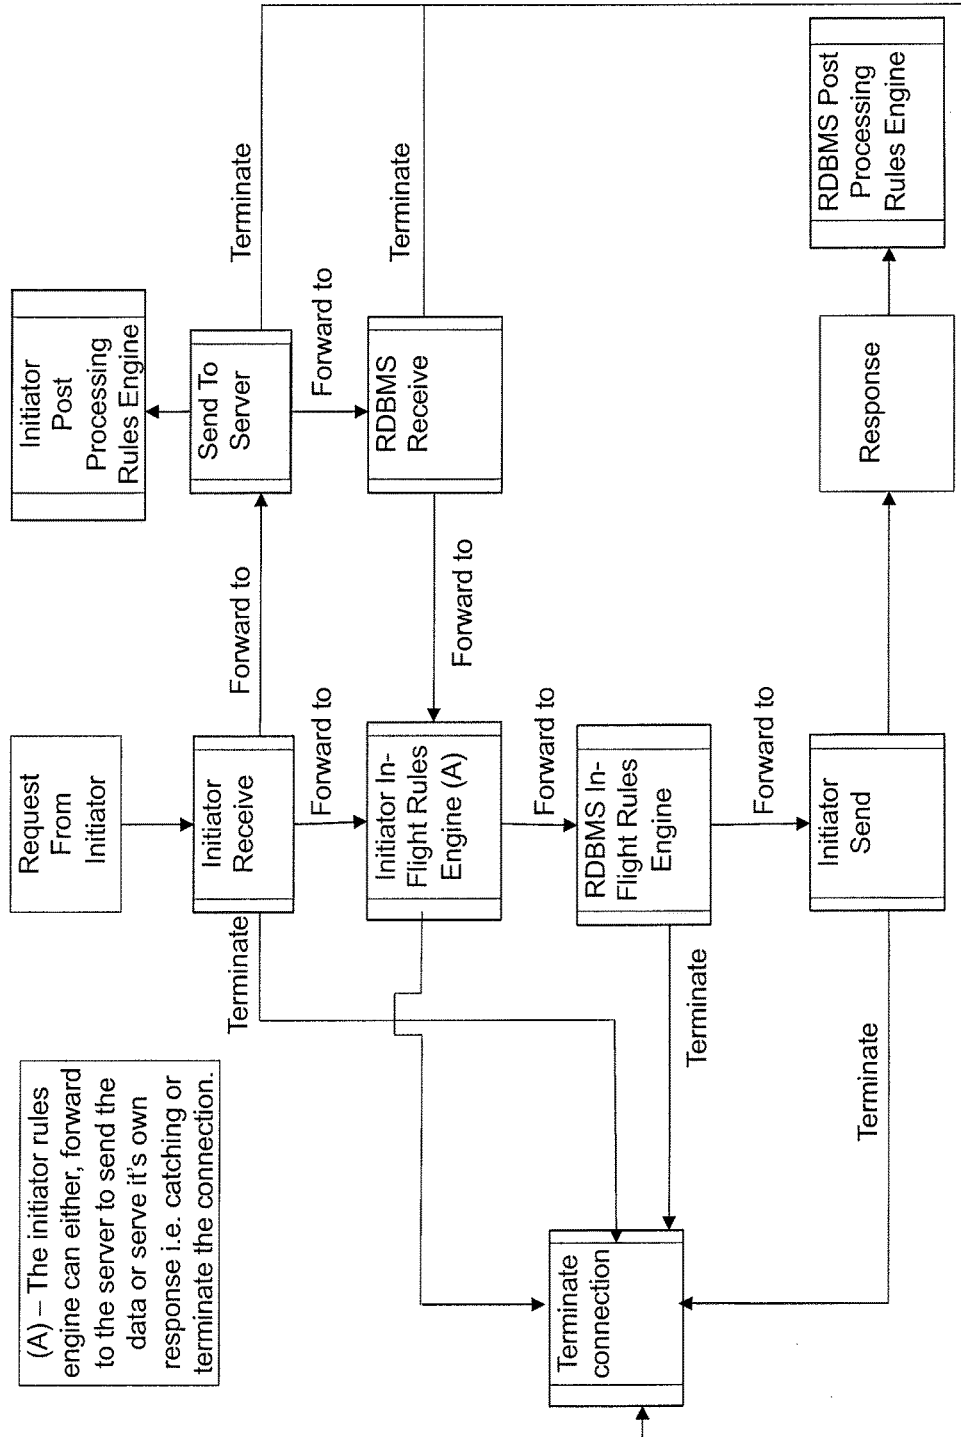 (A) – The initiator rules
engine can either, forward
to the server to send the
data or serve it's own
response i.e. catching or
terminate the connection.
Request
From
Initiator
Initiator
Post
Processing
Rules Engine
Initiator
Receive
Forward to
Send To
Server
Terminate
Terminate
Forward to
Forward to
Initiator In-
Flight Rules
Engine (A)
Forward to
RDBMS
Receive
Terminate
Forward to
RDBMS In-
Flight Rules
Engine
Terminate
Terminate
connection
Forward to
Initiator
Send
Terminate
Response
RDBMS Post
Processing
Rules Engine